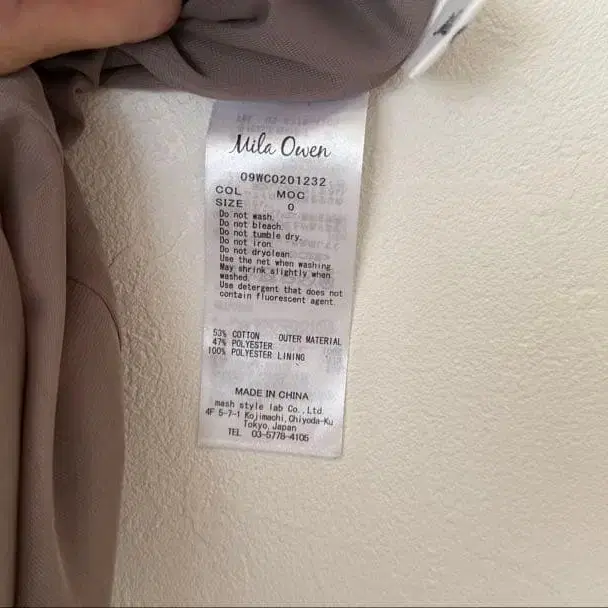 Mila Owen
09WC0201232
COL MOC
SIZE 0
Do not wash.
Do not bleach.
Do not tumble dry.
Do not iron.
Do not dryclean.
Use the net when washing.
May shrink slightly when
washed.
Use detergent that does not
contain fluorescent agent.
53% COTTON OUTER MATERIAL
47% POLYESTER
100% POLYESTER LINING
MADE IN CHINA
mash style lab Co.,Ltd.
4F 5-7-1 Kojimachi,Chiyoda-Ku
Tokyo,Japan
TEL 03-5778-4105